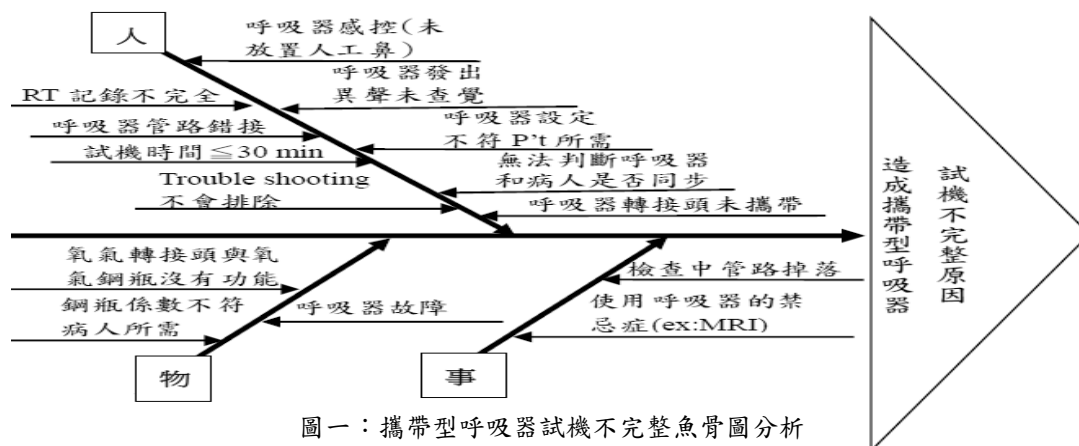 人
呼吸器感控(未
放置人工鼻)
呼吸器發出
異聲未查覺
RT 記錄不完全
呼吸器管路錯接
呼吸器設定
不符 P't 所需
試機時間≦30 min
無法判斷呼吸器
和病人是否同步
Trouble shooting
不會排除
呼吸器轉接頭未攜帶
氧氣轉接頭與氧
氣鋼瓶沒有功能
鋼瓶係數不符
病人所需
呼吸器故障
物
檢查中管路掉落
使用呼吸器的禁
忌症(ex:MRI)
事
造成攜帶型呼吸器
試機不完整原因
圖一：攜帶型呼吸器試機不完整魚骨圖分析